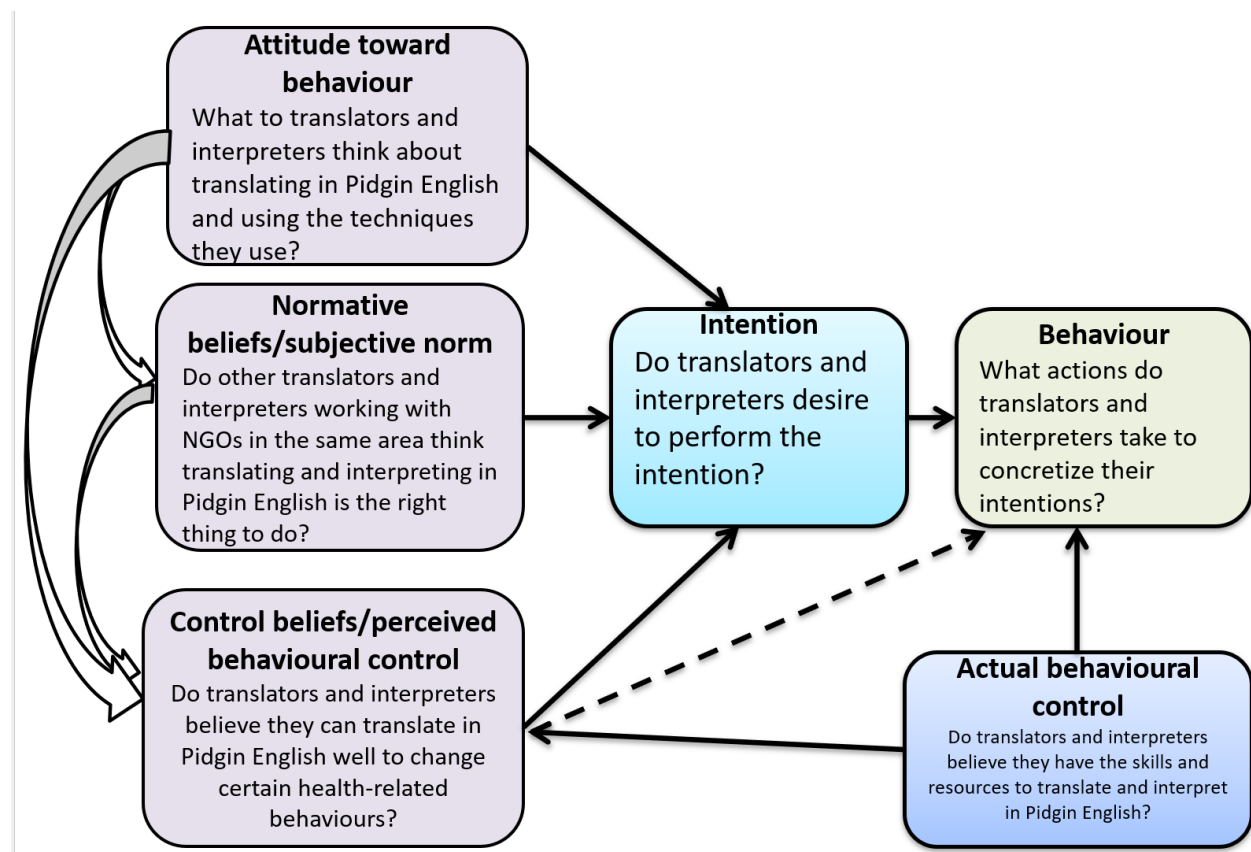 Attitude toward
behaviour
What to translators and
interpreters think about
translating in Pidgin English
and using the techniques
they use?
Normative
beliefs/subjective norm
Do other translators and
interpreters working with
NGOs in the same area think
translating and interpreting in
Pidgin English is the right
thing to do?
Control beliefs/perceived
behavioural control
Do translators and interpreters
believe they can translate in
Pidgin English well to change
certain health-related
behaviours?
Intention
Do translators and
interpreters desire
to perform the
intention?
Behaviour
What actions do
translators and
interpreters take to
concretize their
intentions?
Actual behavioural
control
Do translators and interpreters
believe they have the skills and
resources to translate and interpret
in Pidgin English?